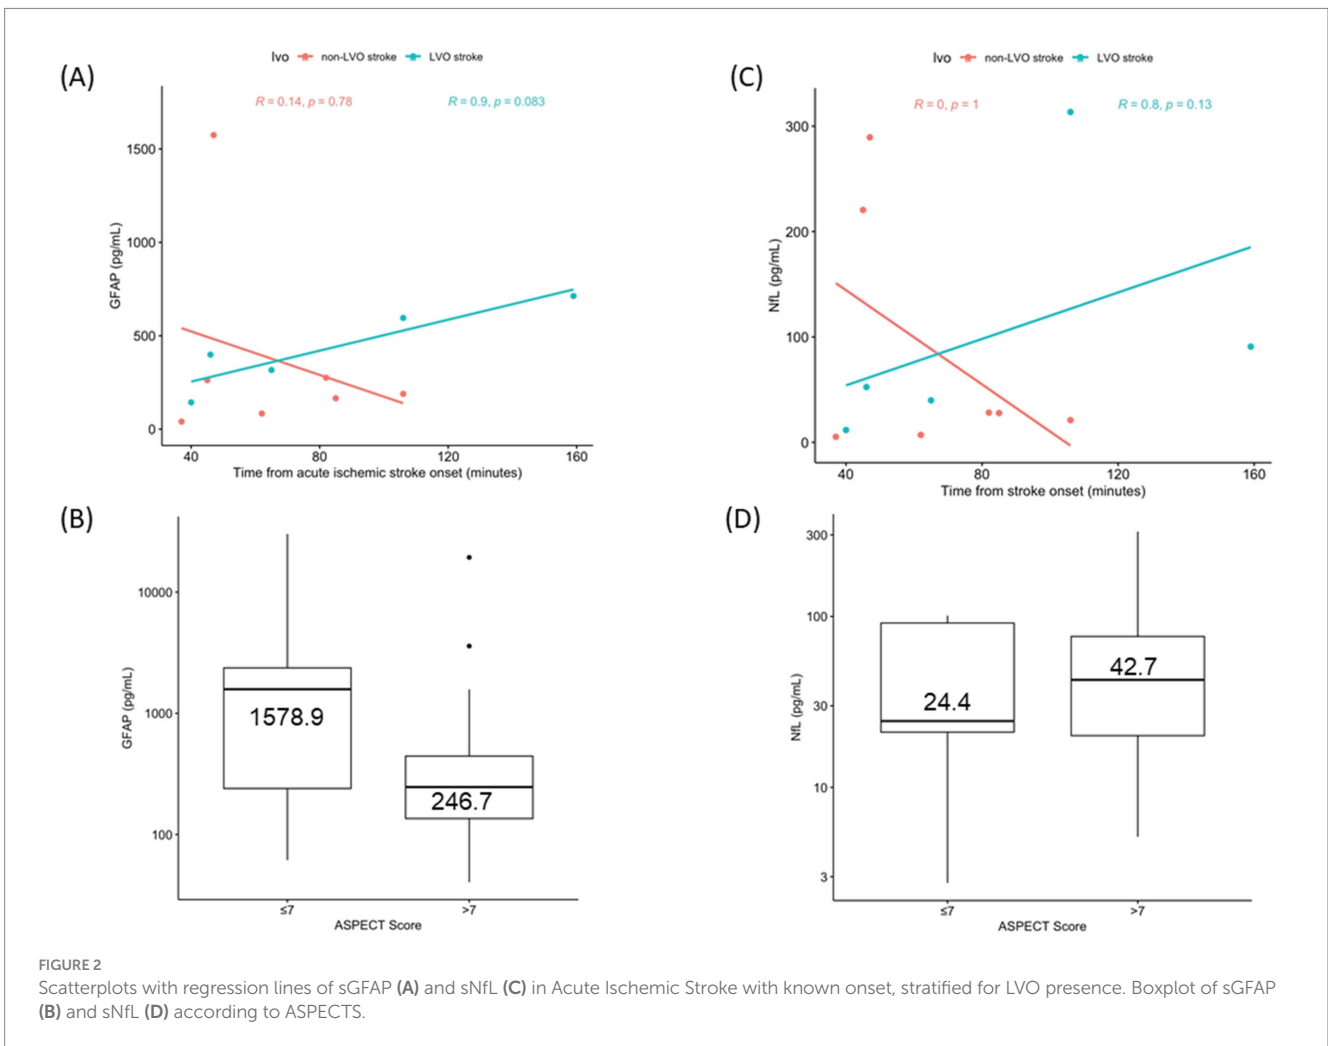 lvo non-LVO stroke LVO stroke
(A)
R = 0.14, p = 0.78
R = 0.9, p = 0.083
1500
1000
500
0
GFAP (pg/mL)
40 80 120 160
Time from acute ischemic stroke onset (minutes)
lvo non-LVO stroke LVO stroke
(C)
R = 0, p = 1
R = 0.8, p = 0.13
300
200
100
0
NfL (pg/mL)
40 80 120 160
Time from stroke onset (minutes)
(B)
10000
1000
100
GFAP (pg/mL)
1578.9
246.7
≤7 >7
ASPECT Score
(D)
300
100
30
10
3
NfL (pg/mL)
24.4
42.7
≤7 >7
ASPECT Score
FIGURE 2
Scatterplots with regression lines of sGFAP (A) and sNfL (C) in Acute Ischemic Stroke with known onset, stratified for LVO presence. Boxplot of sGFAP
(B) and sNfL (D) according to ASPECTS.